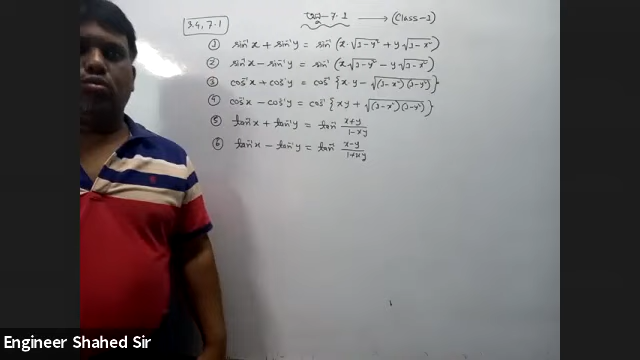 3.4, 7.1
প্রশ্ন-7.1 → (Class-1)
① sin⁻¹x + sin⁻¹y = sin⁻¹(x√1-y² + y√1-x²)
② sin⁻¹x - sin⁻¹y = sin⁻¹(x√1-y² - y√1-x²)
③ cos⁻¹x + cos⁻¹y = cos⁻¹{xy - √(1-x²)(1-y²)}
④ cos⁻¹x - cos⁻¹y = cos⁻¹{xy + √(1-x²)(1-y²)}
⑤ tan⁻¹x + tan⁻¹y = tan⁻¹ x+y/1-xy
⑥ tan⁻¹x - tan⁻¹y = tan⁻¹ x-y/1+xy
Engineer Shahed Sir